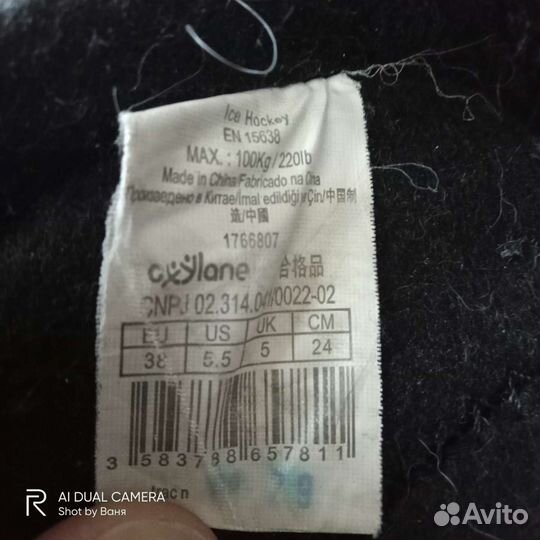 Ice Hockey
EN 15638
MAX. : 100Kg/220lb
Made in China Fabricado na Cina
Произведено в Китае/Imal edildiği yer Çin/中国制
造/中國
1766807
oxylane 合格品
CNPJ 02.314.041/0022-02
EU US UK CM
38 5.5 5 24
3 583788 657811
AI DUAL CAMERA
Shot by Ваня
Avito